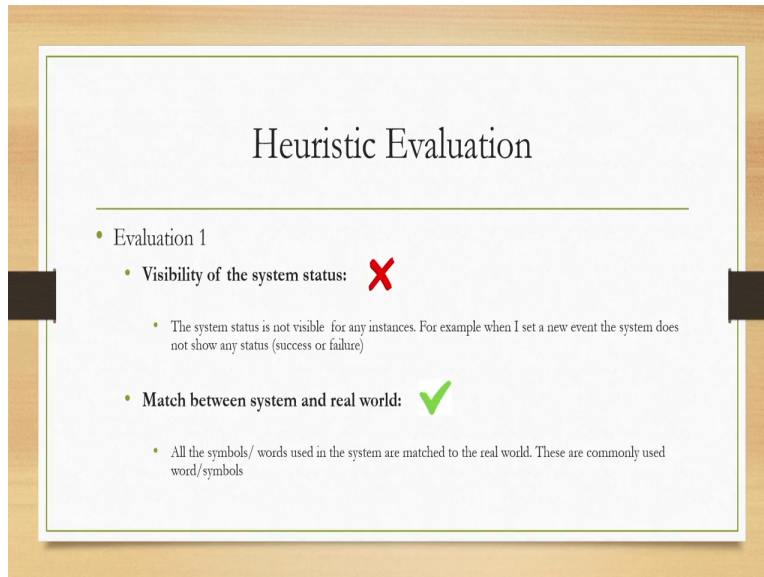 Heuristic Evaluation
• Evaluation 1
• Visibility of the system status:
• The system status is not visible for any instances. For example when I set a new event the system does
not show any status (success or failure)
• Match between system and real world:
• All the symbols/ words used in the system are matched to the real world. These are commonly used
word/symbols